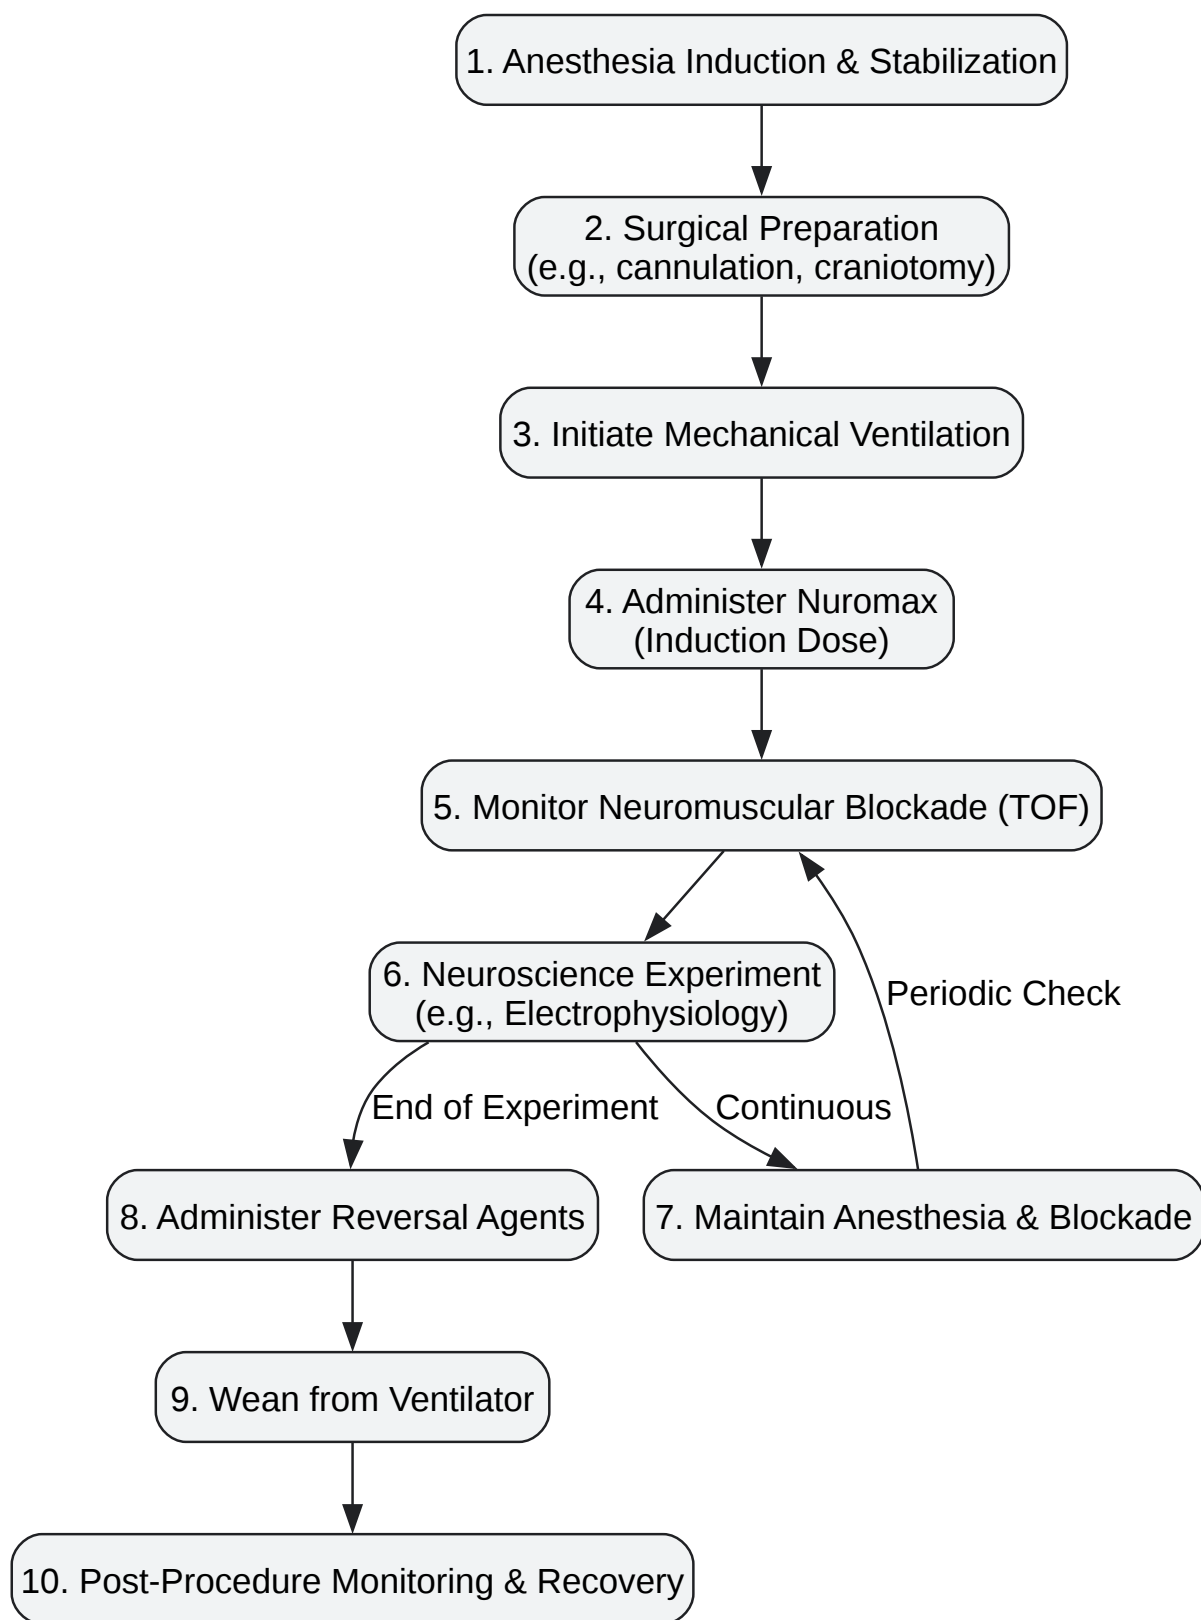 1. Anesthesia Induction & Stabilization
2. Surgical Preparation
(e.g., cannulation, craniotomy)
3. Initiate Mechanical Ventilation
4. Administer Nuromax
(Induction Dose)
5. Monitor Neuromuscular Blockade (TOF)
6. Neuroscience Experiment
(e.g., Electrophysiology)
Periodic Check
End of Experiment
Continuous
8. Administer Reversal Agents
7. Maintain Anesthesia & Blockade
9. Wean from Ventilator
10. Post-Procedure Monitoring & Recovery